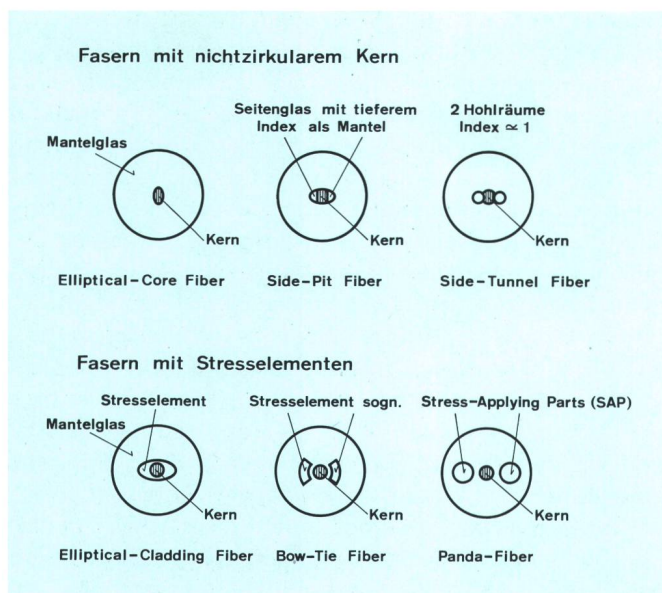 Fasern mit nichtzirkularem Kern
Seitenglas mit tieferem
Index als Mantel
2 Hohlräume
Index ≃ 1
Mantelglas
Kern
Kern
Kern
Elliptical-Core Fiber
Side-Pit Fiber
Side-Tunnel Fiber
Fasern mit Stresselementen
Stresselement
Stresselement sogn.
Stress-Applying Parts (SAP)
Mantelglas
Kern
Kern
Kern
Elliptical-Cladding Fiber
Bow-Tie Fiber
Panda-Fiber